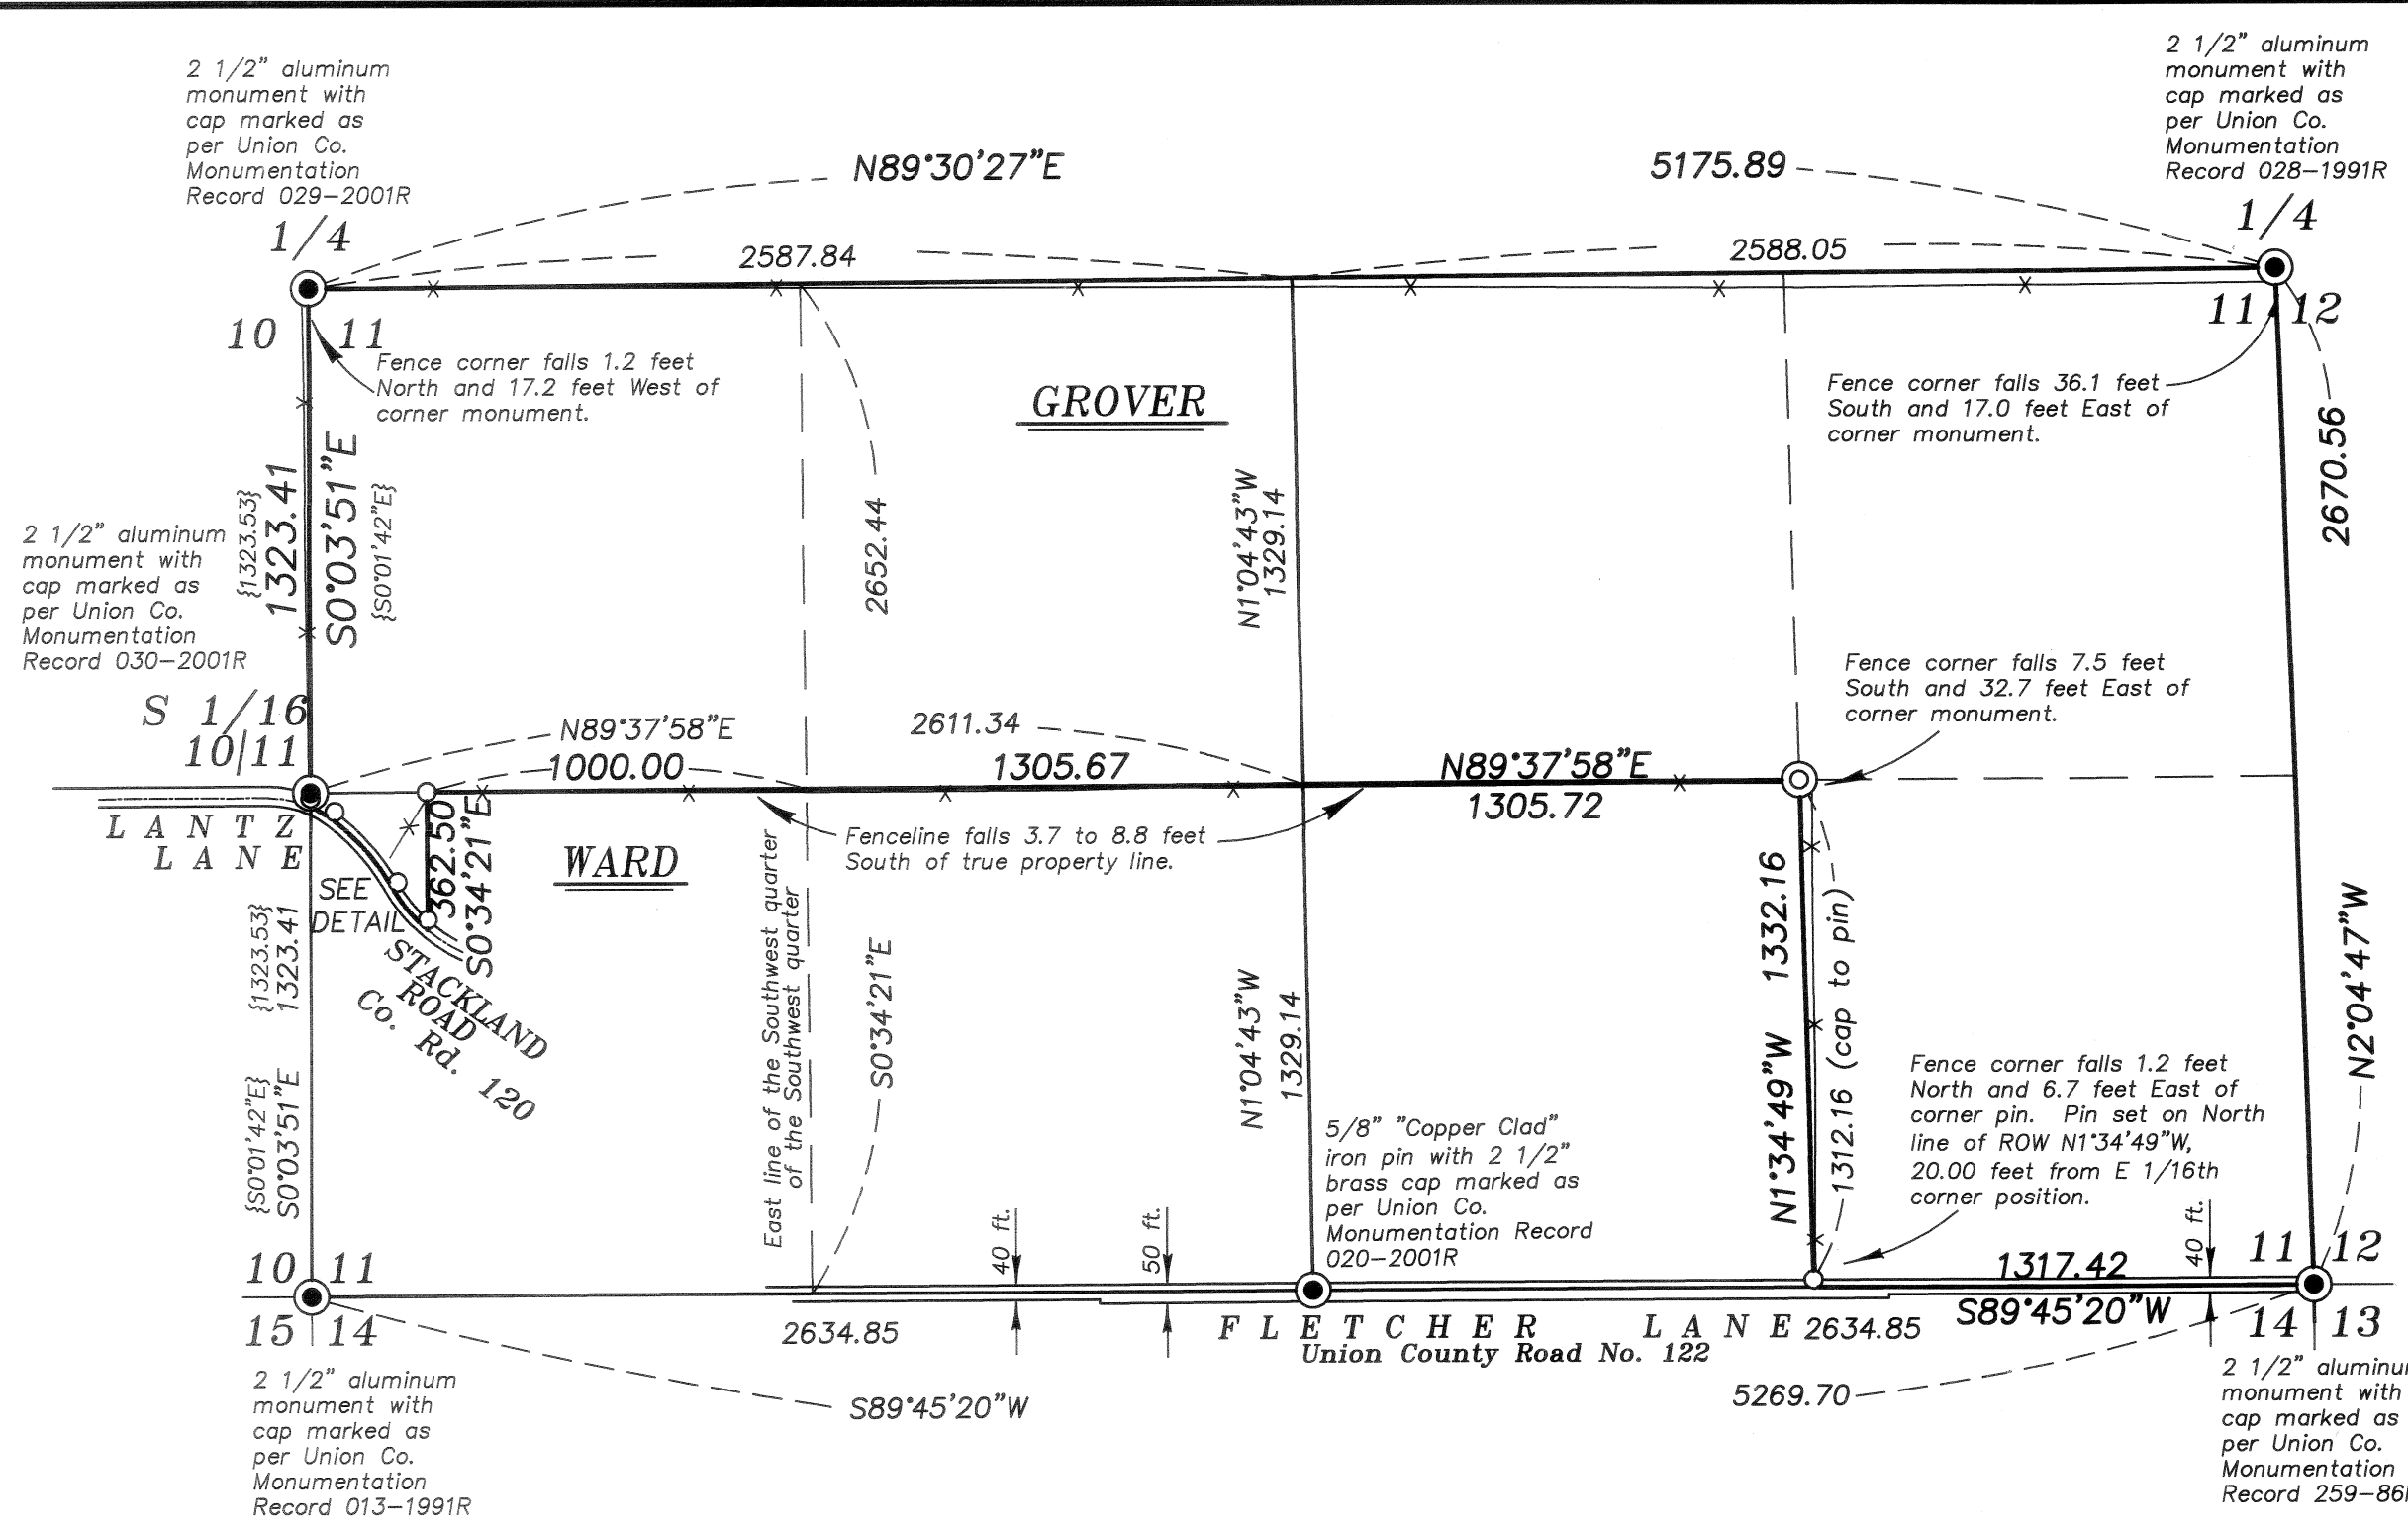 2 1/2" aluminum
monument with
cap marked as
per Union Co.
Monumentation
Record 029-2001R
1/4
N89°30'27"E
5175.89
2 1/2" aluminum
monument with
cap marked as
per Union Co.
Monumentation
Record 028-1991R
1/4
2587.84
2588.05
10
11
11
12
Fence corner falls 1.2 feet
North and 17.2 feet West of
corner monument.
GROVER
Fence corner falls 36.1 feet
South and 17.0 feet East of
corner monument.
{1323.53}
1323.41
S0°03'51"E
{S0°01'42"E}
2652.44
N1°04'43"W
1329.14
2670.56
2 1/2" aluminum
monument with
cap marked as
per Union Co.
Monumentation
Record 030-2001R
S 1/16
10|11
N89°37'58"E
2611.34
1000.00
1305.67
N89°37'58"E
1305.72
Fence corner falls 7.5 feet
South and 32.7 feet East of
corner monument.
LANTZ
LANE
SEE
DETAIL
362.50
S0°34'21"E
WARD
Fenceline falls 3.7 to 8.8 feet
South of true property line.
STACKLAND
ROAD
Co. Rd. 120
{1323.53}
1323.41
{S0°01'42"E}
S0°03'51"E
East line of the Southwest quarter
of the Southwest quarter
S0°34'21"E
N1°04'43"W
1329.14
N1°34'49"W 1332.16
1312.16 (cap to pin)
N2°04'47"W
Fence corner falls 1.2 feet
North and 6.7 feet East of
corner pin. Pin set on North
line of ROW N1°34'49"W,
20.00 feet from E 1/16th
corner position.
5/8" "Copper Clad"
iron pin with 2 1/2"
brass cap marked as
per Union Co.
Monumentation Record
020-2001R
40 ft.
50 ft.
40 ft.
10
11
15
14
1317.42
S89°45'20"W
11
12
14
13
2634.85
FLETCHER LANE
2634.85
Union County Road No. 122
S89°45'20"W
5269.70
2 1/2" aluminum
monument with
cap marked as
per Union Co.
Monumentation
Record 013-1991R
2 1/2" aluminu
monument with
cap marked as
per Union Co.
Monumentation
Record 259-86